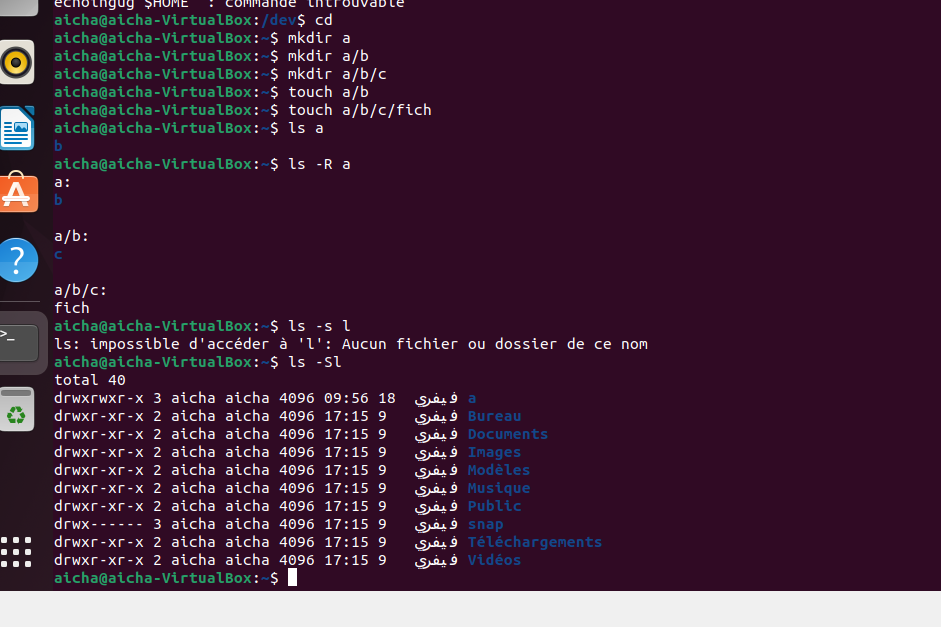 echoihgug $HOME : commande introuvable
aicha@aicha-VirtualBox:/dev$ cd
aicha@aicha-VirtualBox:~$ mkdir a
aicha@aicha-VirtualBox:~$ mkdir a/b
aicha@aicha-VirtualBox:~$ mkdir a/b/c
aicha@aicha-VirtualBox:~$ touch a/b
aicha@aicha-VirtualBox:~$ touch a/b/c/fich
aicha@aicha-VirtualBox:~$ ls a
b
aicha@aicha-VirtualBox:~$ ls -R a
a:
b
a/b:
c
a/b/c:
fich
aicha@aicha-VirtualBox:~$ ls -s l
ls: impossible d'accéder à 'l': Aucun fichier ou dossier de ce nom
aicha@aicha-VirtualBox:~$ ls -Sl
total 40
drwxrwxr-x 3 aicha aicha 4096 09:56 18 فيفري a
drwxr-xr-x 2 aicha aicha 4096 17:15 9 فيفري Bureau
drwxr-xr-x 2 aicha aicha 4096 17:15 9 فيفري Documents
drwxr-xr-x 2 aicha aicha 4096 17:15 9 فيفري Images
drwxr-xr-x 2 aicha aicha 4096 17:15 9 فيفري Modèles
drwxr-xr-x 2 aicha aicha 4096 17:15 9 فيفري Musique
drwxr-xr-x 2 aicha aicha 4096 17:15 9 فيفري Public
drwx------ 3 aicha aicha 4096 17:15 9 فيفري snap
drwxr-xr-x 2 aicha aicha 4096 17:15 9 فيفري Téléchargements
drwxr-xr-x 2 aicha aicha 4096 17:15 9 فيفري Vidéos
aicha@aicha-VirtualBox:~$